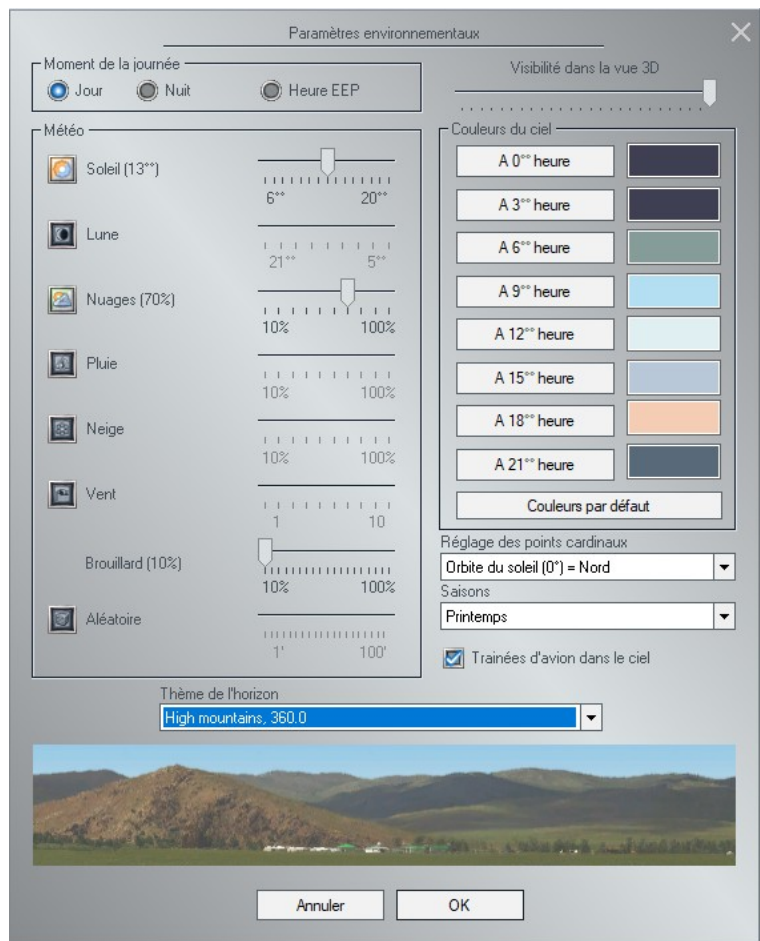 Paramètres environnementaux
Moment de la journée
Jour
Nuit
Heure EEP
Visibilité dans la vue 3D
Météo
Soleil (13°°)
6°°
20°°
Lune
21°°
5°°
Nuages (70%)
10%
100%
Pluie
10%
100%
Neige
10%
100%
Vent
1
10
Brouillard (10%)
10%
100%
Aléatoire
1'
100'
Couleurs du ciel
A 0°° heure
A 3°° heure
A 6°° heure
A 9°° heure
A 12°° heure
A 15°° heure
A 18°° heure
A 21°° heure
Couleurs par défaut
Réglage des points cardinaux
Orbite du soleil (0°) = Nord
Saisons
Printemps
Trainées d'avion dans le ciel
Thème de l'horizon
High mountains, 360.0
Annuler
OK